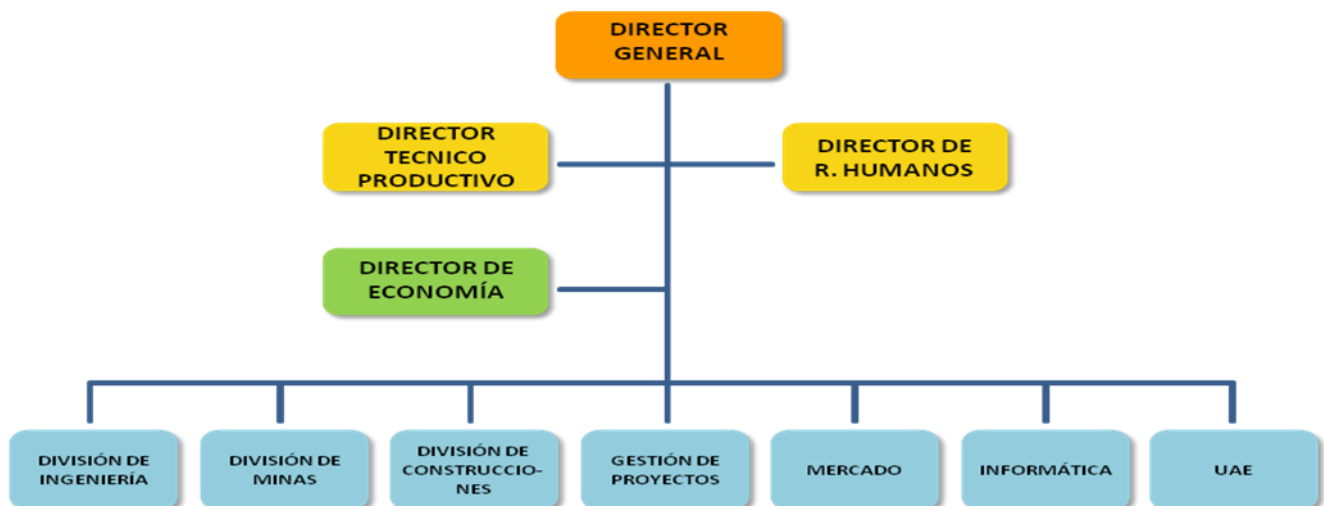 DIRECTOR
GENERAL
DIRECTOR
TECNICO
PRODUCTIVO
DIRECTOR DE
R. HUMANOS
DIRECTOR DE
ECONOMÍA
DIVISIÓN DE
INGENIERÍA
DIVISIÓN DE
MINAS
DIVISIÓN DE
CONSTRUCCIO-
NES
GESTIÓN DE
PROYECTOS
MERCADO
INFORMÁTICA
UAE